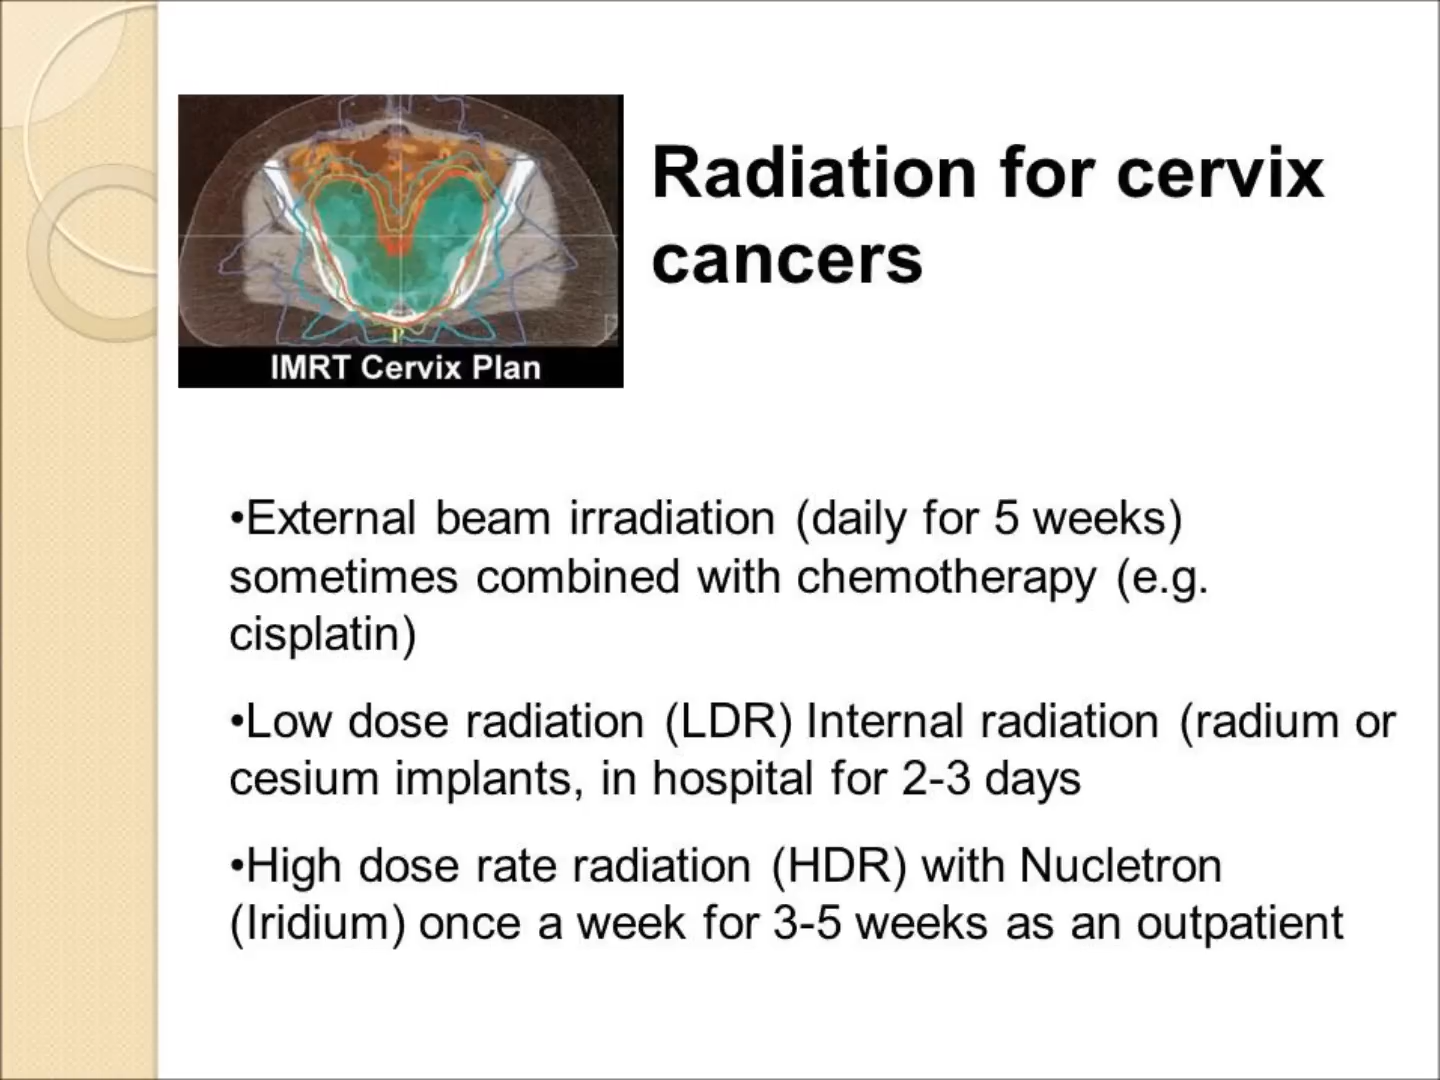 Radiation for cervix
cancers
P
IMRT Cervix Plan
•External beam irradiation (daily for 5 weeks)
sometimes combined with chemotherapy (e.g.
cisplatin)
•Low dose radiation (LDR) Internal radiation (radium or
cesium implants, in hospital for 2-3 days
•High dose rate radiation (HDR) with Nucletron
(Iridium) once a week for 3-5 weeks as an outpatient